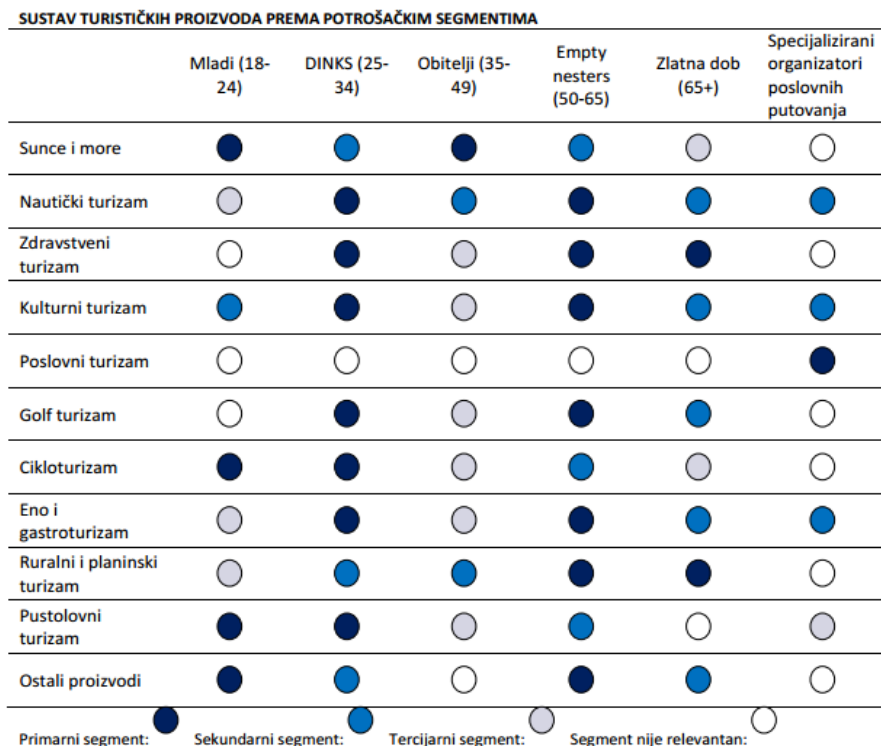 SUSTAV TURISTIČKIH PROIZVODA PREMA POTROŠAČKIM SEGMENTIMA
Mladi (18-
24)
DINKS (25-
34)
Obitelji (35-
49)
Empty
nesters
(50-65)
Zlatna dob
(65+)
Specijalizirani
organizatori
poslovnih
putovanja
Sunce i more
Nautički turizam
Zdravstveni
turizam
Kulturni turizam
Poslovni turizam
Golf turizam
Cikloturizam
Eno i
gastroturizam
Ruralni i planinski
turizam
Pustolovni
turizam
Ostali proizvodi
Primarni segment: Sekundarni segment: Tercijarni segment: Segment nije relevantan: